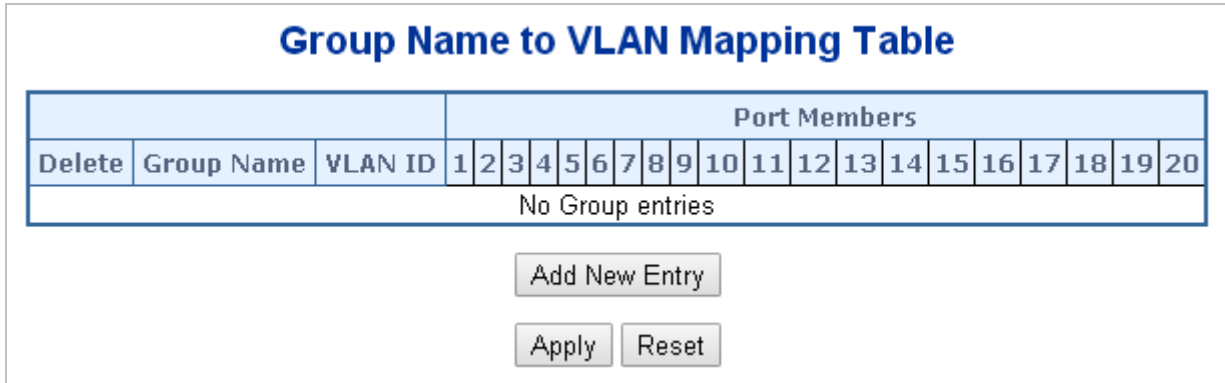 Group Name to VLAN Mapping Table
Port Members
Delete Group Name VLAN ID 1 2 3 4 5 6 7 8 9 10 11 12 13 14 15 16 17 18 19 20
No Group entries
Add New Entry
Apply Reset